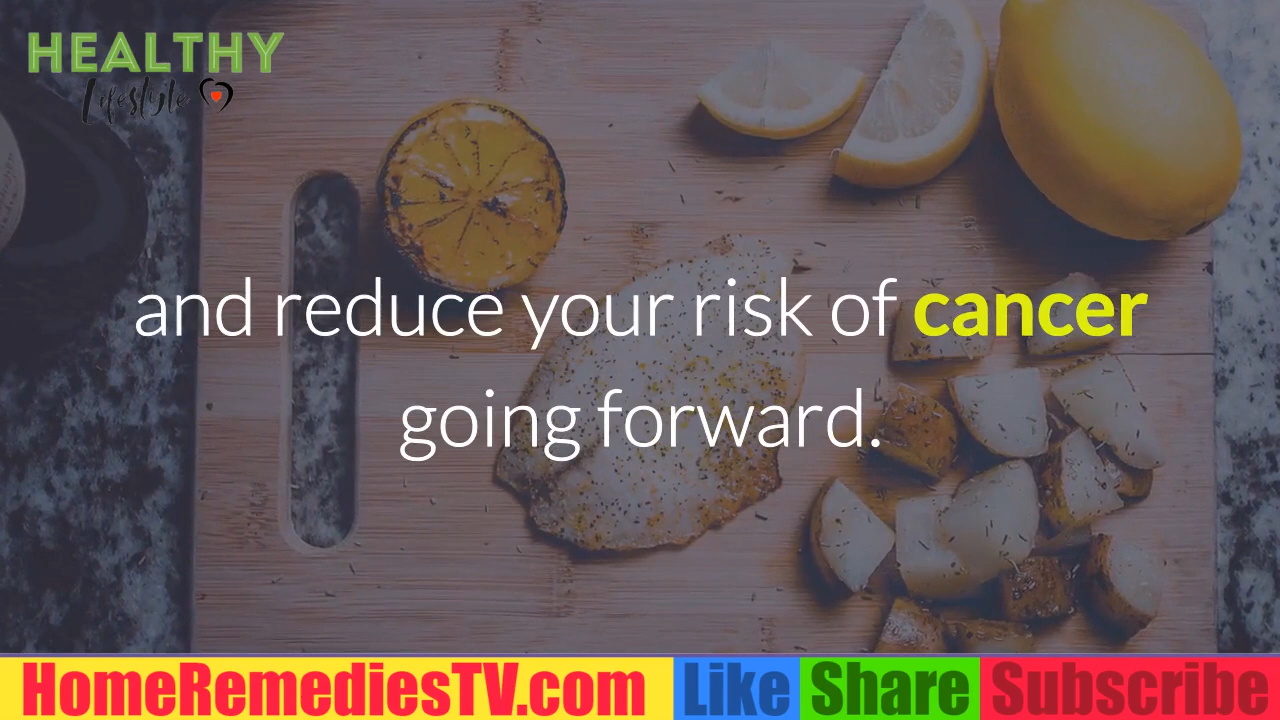 HEALTHY
Lifestyle
and reduce your risk of cancer
going forward.
HomeRemediesTV.com Like Share Subscribe